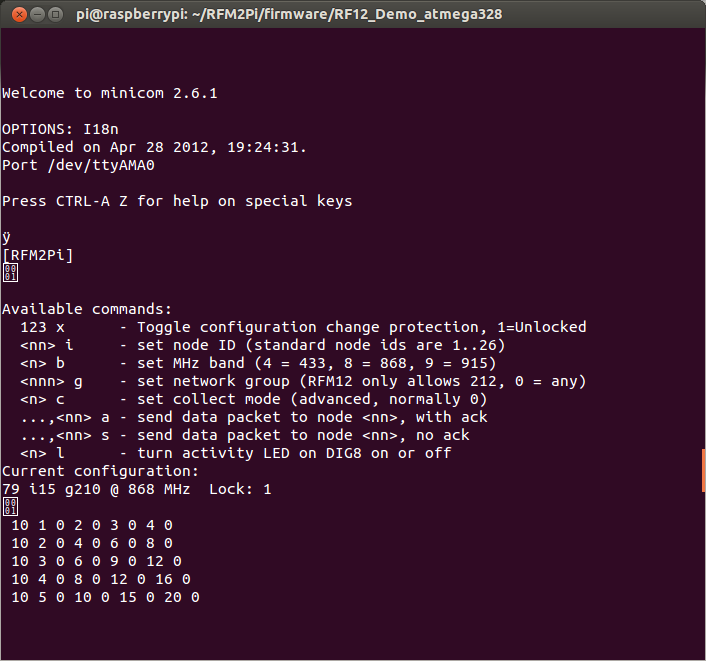 pi@raspberrypi: ~/RFM2Pi/firmware/RF12_Demo_atmega328
Welcome to minicom 2.6.1
OPTIONS: I18n
Compiled on Apr 28 2012, 19:24:31.
Port /dev/ttyAMA0
Press CTRL-A Z for help on special keys
ÿ
[RFM2Pi]
0001
Available commands:
123 x - Toggle configuration change protection, 1=Unlocked
<nn> i - set node ID (standard node ids are 1..26)
<n> b - set MHz band (4 = 433, 8 = 868, 9 = 915)
<nnn> g - set network group (RFM12 only allows 212, 0 = any)
<n> c - set collect mode (advanced, normally 0)
...,<nn> a - send data packet to node <nn>, with ack
...,<nn> s - send data packet to node <nn>, no ack
<n> l - turn activity LED on DIG8 on or off
Current configuration:
79 i15 g210 @ 868 MHz Lock: 1
0001
10 1 0 2 0 3 0 4 0
10 2 0 4 0 6 0 8 0
10 3 0 6 0 9 0 12 0
10 4 0 8 0 12 0 16 0
10 5 0 10 0 15 0 20 0